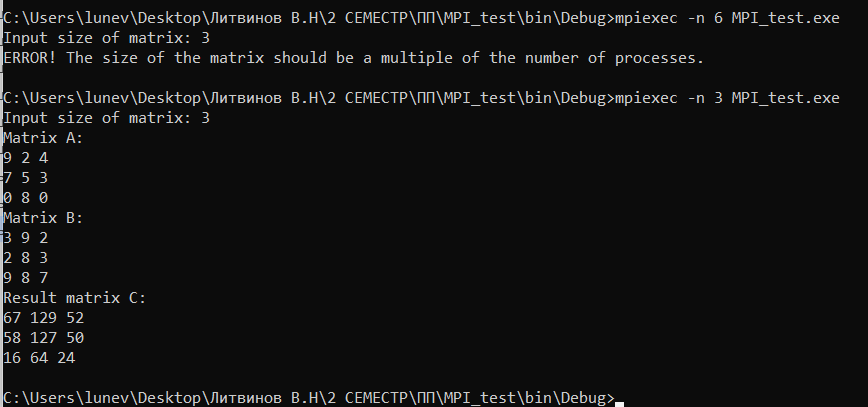 C:\Users\lunev\Desktop\Литвинов В.Н\2 СЕМЕСТР\ПП\MPI_test\bin\Debug>mpiexec -n 6 MPI_test.exe
Input size of matrix: 3
ERROR! The size of the matrix should be a multiple of the number of processes.
C:\Users\lunev\Desktop\Литвинов В.Н\2 СЕМЕСТР\ПП\MPI_test\bin\Debug>mpiexec -n 3 MPI_test.exe
Input size of matrix: 3
Matrix A:
9 2 4
7 5 3
0 8 0
Matrix B:
3 9 2
2 8 3
9 8 7
Result matrix C:
67 129 52
58 127 50
16 64 24
C:\Users\lunev\Desktop\Литвинов В.Н\2 СЕМЕСТР\ПП\MPI_test\bin\Debug>